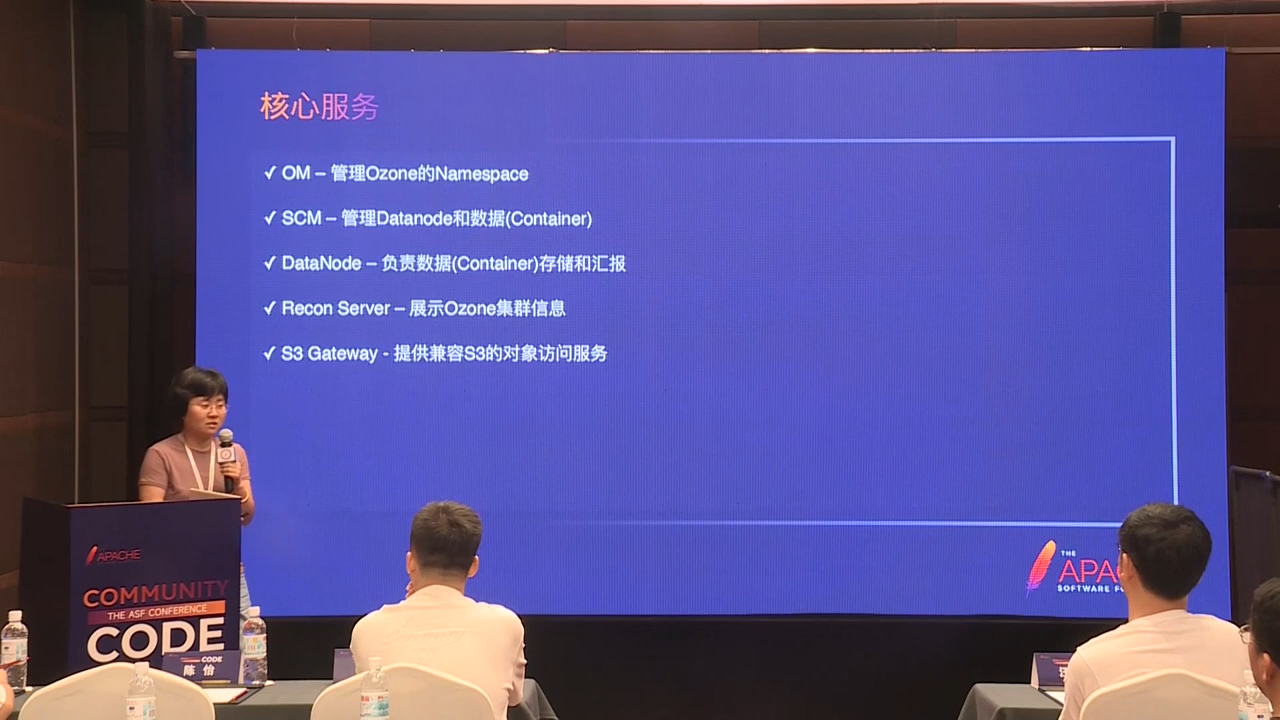 核心服务
✓ OM – 管理Ozone的Namespace
✓ SCM – 管理Datanode和数据(Container)
✓ DataNode – 负责数据(Container)存储和汇报
✓ Recon Server – 展示Ozone集群信息
✓ S3 Gateway - 提供兼容S3的对象访问服务
THE
APA
SOFTWARE
APACHE
COMMUNITY
THE ASF CONFERENCE
CODE
CODE
陈 怡